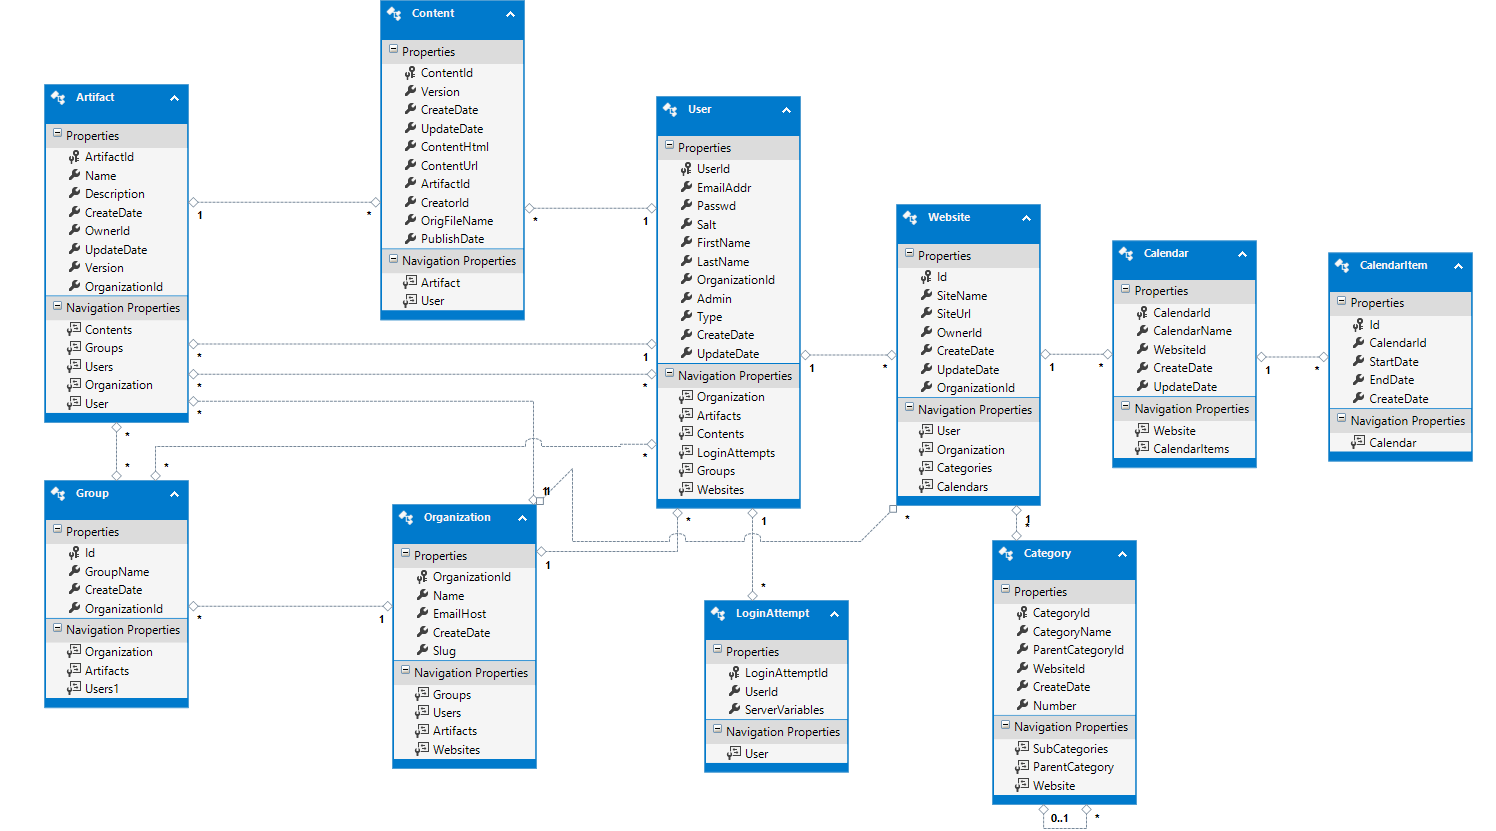 Content
Properties
ContentId
Version
CreateDate
UpdateDate
ContentHtml
ContentUrl
ArtifactId
CreatorId
OrigFileName
PublishDate
Navigation Properties
Artifact
User
Artifact
Properties
ArtifactId
Name
Description
CreateDate
OwnerId
UpdateDate
Version
OrganizationId
Navigation Properties
Contents
Groups
Users
Organization
User
1
*
*
1
*
1
*
*
*
*
*
*
*
User
Properties
UserId
EmailAddr
Passwd
Salt
FirstName
LastName
OrganizationId
Admin
Type
CreateDate
UpdateDate
Navigation Properties
Organization
Artifacts
Contents
LoginAttempts
Groups
Websites
1
*
Website
Properties
Id
SiteName
SiteUrl
OwnerId
CreateDate
UpdateDate
OrganizationId
Navigation Properties
User
Organization
Categories
Calendars
1
*
Calendar
Properties
CalendarId
CalendarName
WebsiteId
CreateDate
UpdateDate
Navigation Properties
Website
CalendarItems
1
*
CalendarItem
Properties
Id
CalendarId
StartDate
EndDate
CreateDate
Navigation Properties
Calendar
Group
Properties
Id
GroupName
CreateDate
OrganizationId
Navigation Properties
Organization
Artifacts
Users1
*
1
1
1
*
1
*
Organization
Properties
OrganizationId
Name
EmailHost
CreateDate
Slug
Navigation Properties
Groups
Users
Artifacts
Websites
1
*
LoginAttempt
Properties
LoginAttemptId
UserId
ServerVariables
Navigation Properties
User
1
*
Category
Properties
CategoryId
CategoryName
ParentCategoryId
WebsiteId
CreateDate
Number
Navigation Properties
SubCategories
ParentCategory
Website
0..1
*